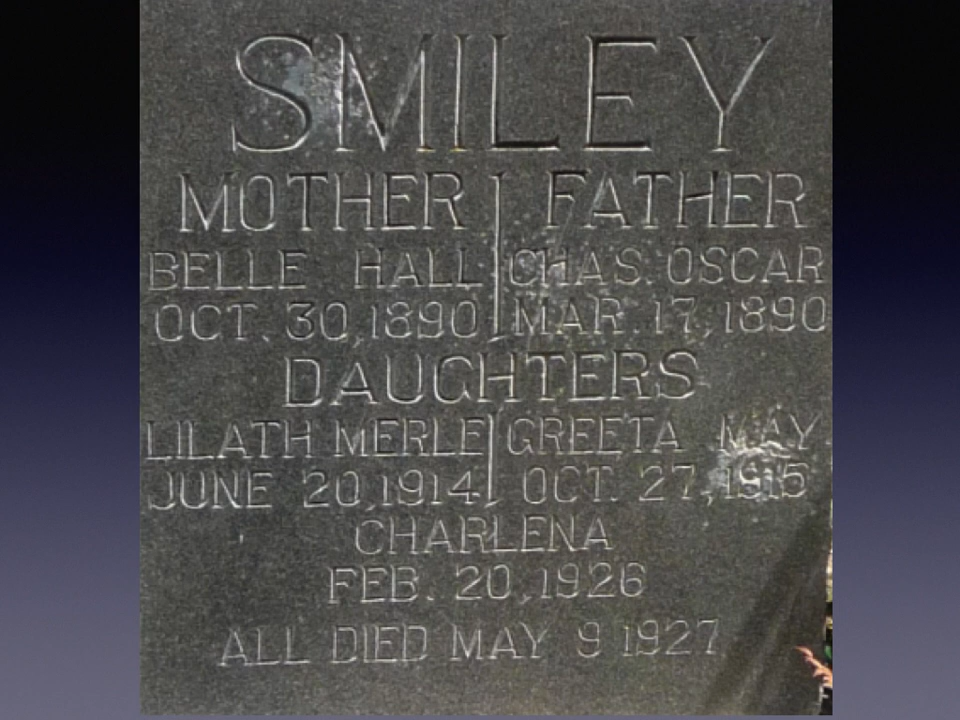 SMILEY
MOTHER FATHER
BELLE HALL CHAS. OSCAR
OCT. 30,1890 MAR. 17,1890
DAUGHTERS
LILATH MERLE GREETA MAY
JUNE 20,1914 OCT. 27,1915
CHARLENA
FEB. 20,1926
ALL DIED MAY 9 1927